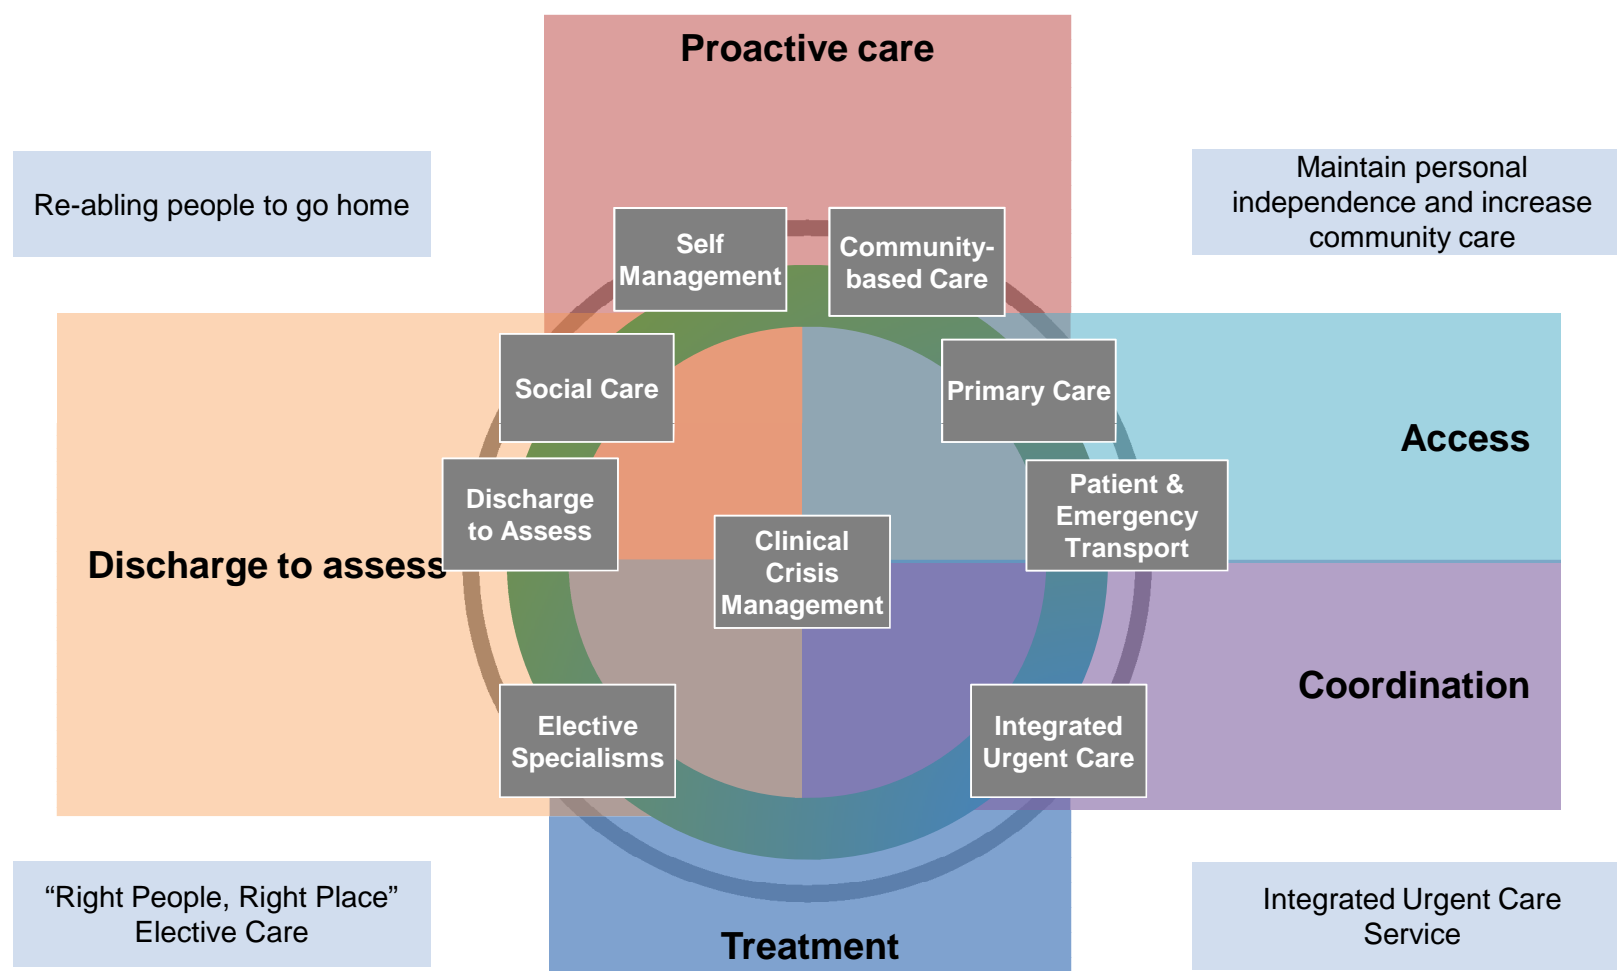 Proactive care
Re-abling people to go home
Maintain personal
independence and increase
community care
Self
Management
Community-
based Care
Social Care
Primary Care
Access
Discharge
to Assess
Patient &
Emergency
Transport
Clinical
Crisis
Management
Discharge to assess
Coordination
Elective
Specialisms
Integrated
Urgent Care
“Right People, Right Place”
Elective Care
Treatment
Integrated Urgent Care
Service